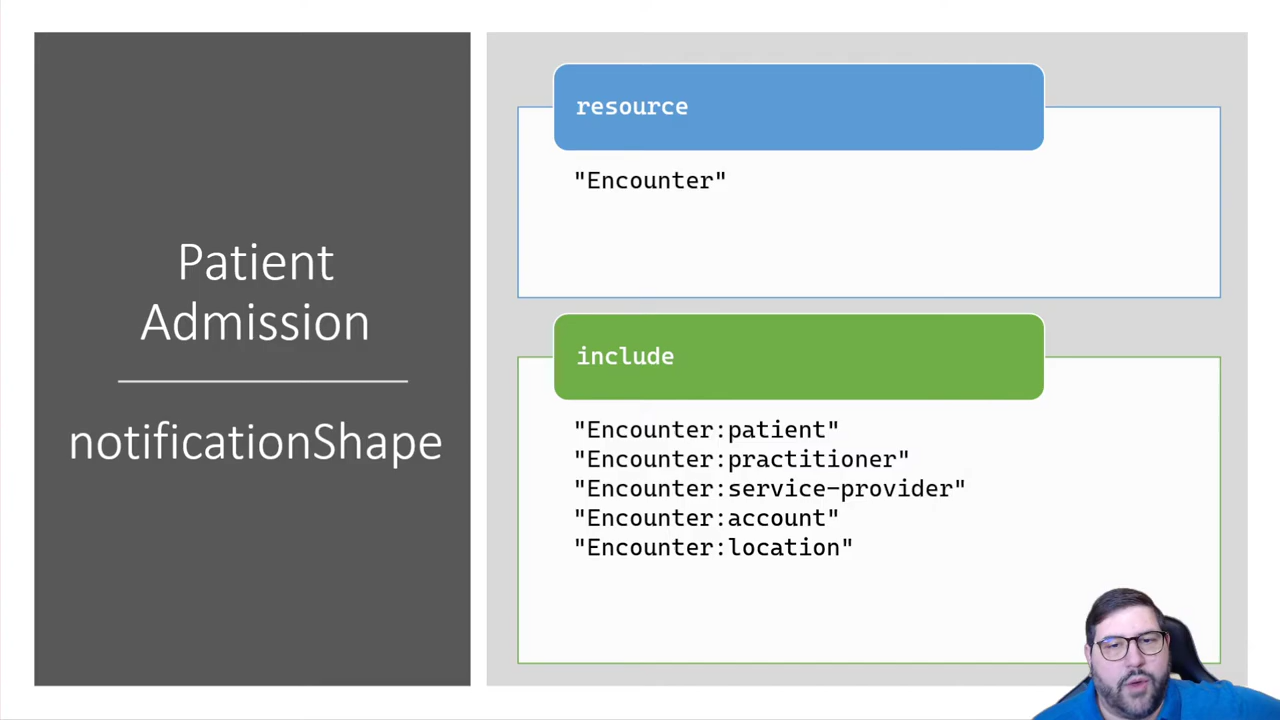 Patient
Admission
notificationShape
resource
"Encounter"
include
"Encounter:patient"
"Encounter:practitioner"
"Encounter:service-provider"
"Encounter:account"
"Encounter:location"